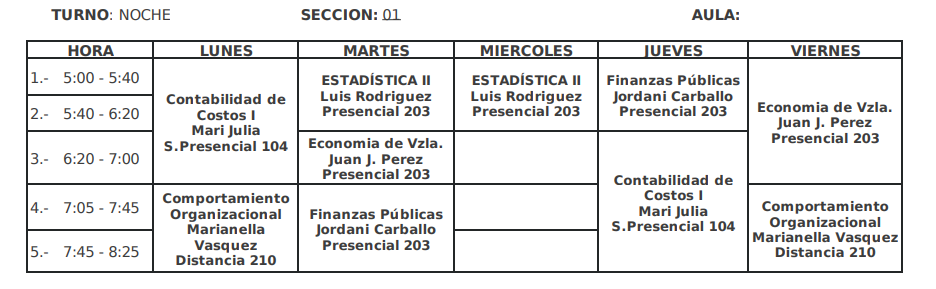 TURNO: NOCHE SECCION: 01 AULA:
HORA LUNES MARTES MIERCOLES JUEVES VIERNES
1.- 5:00 - 5:40
2.- 5:40 - 6:20
3.- 6:20 - 7:00
4.- 7:05 - 7:45
5.- 7:45 - 8:25
Contabilidad de
Costos I
Mari Julia
S.Presencial 104
Comportamiento
Organizacional
Marianella
Vasquez
Distancia 210
ESTADÍSTICA II
Luis Rodriguez
Presencial 203
Economia de Vzla.
Juan J. Perez
Presencial 203
Finanzas Públicas
Jordani Carballo
Presencial 203
ESTADÍSTICA II
Luis Rodriguez
Presencial 203
Finanzas Públicas
Jordani Carballo
Presencial 203
Contabilidad de
Costos I
Mari Julia
S.Presencial 104
Economia de Vzla.
Juan J. Perez
Presencial 203
Comportamiento
Organizacional
Marianella Vasquez
Distancia 210